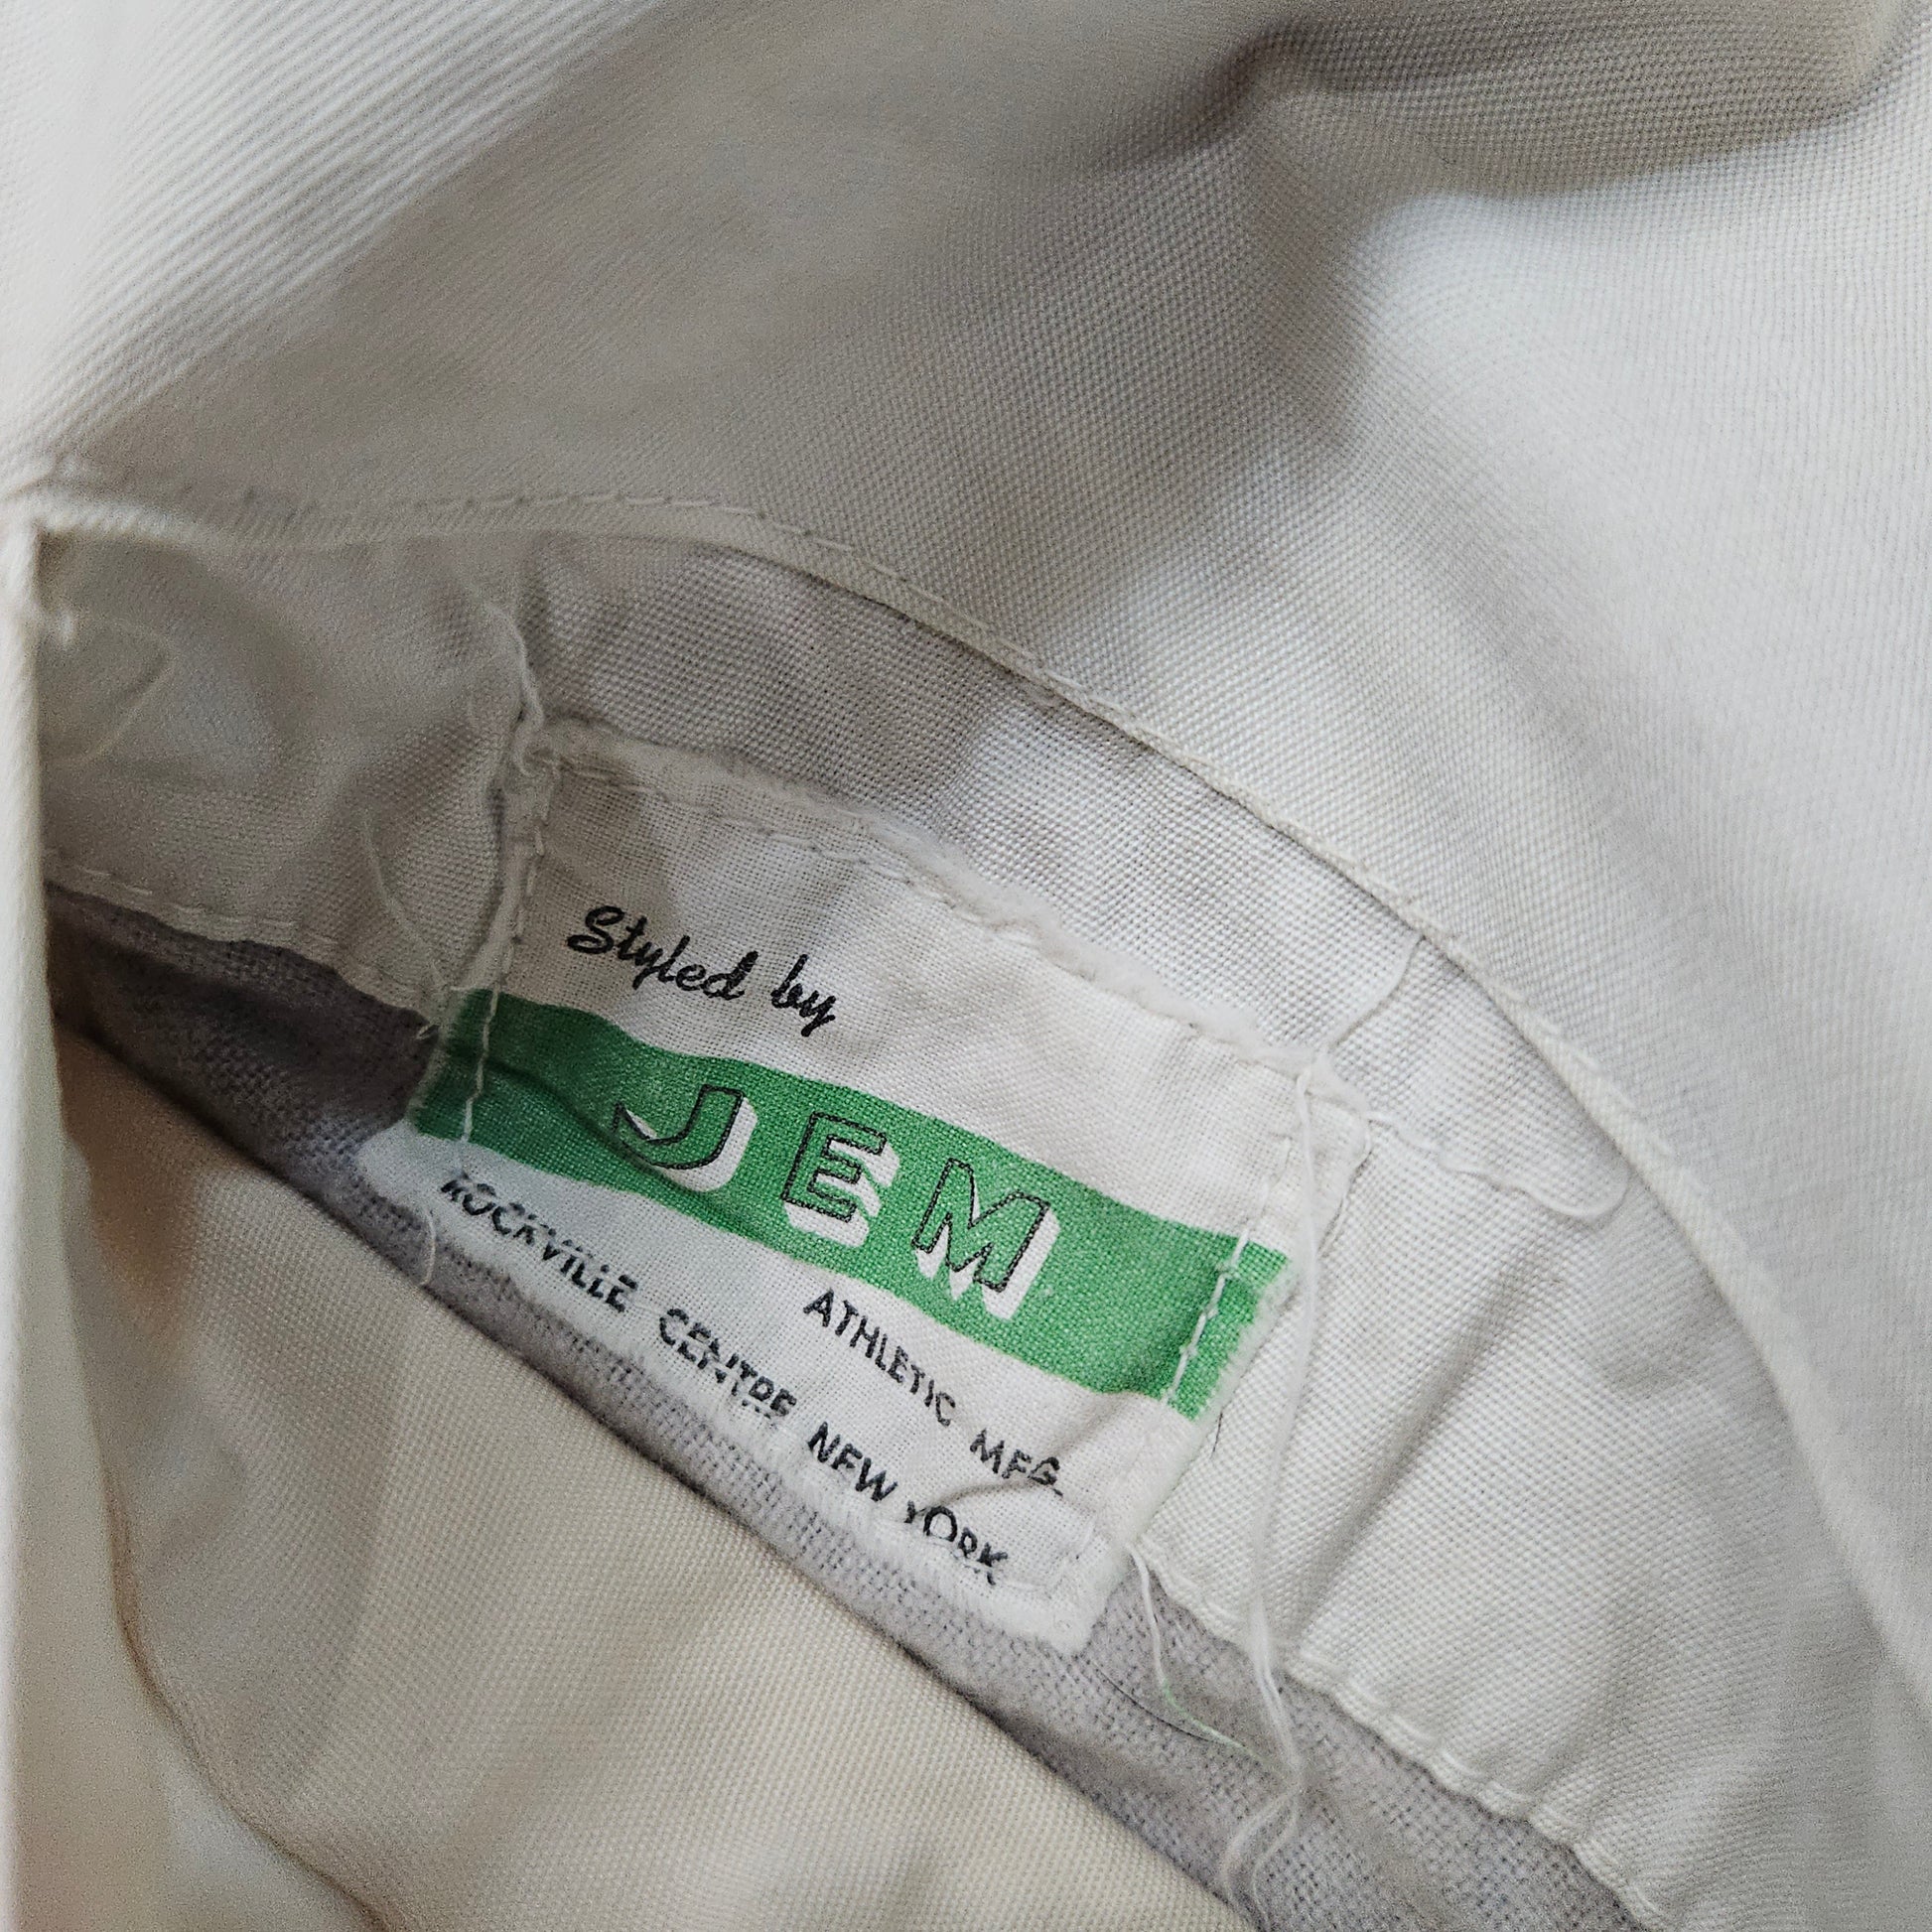 Styled by
JEM
ATHLETIC MFG.
ROCKVILLE CENTRE NEW YORK